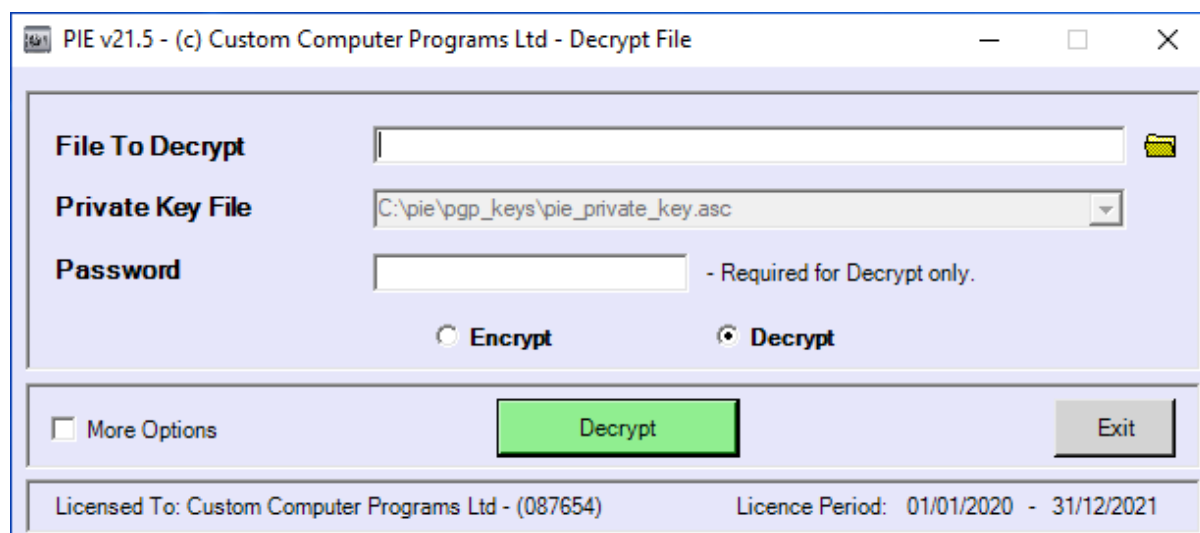 PIE v21.5 - (c) Custom Computer Programs Ltd - Decrypt File
File To Decrypt
Private Key File C:\pie\pgp_keys\pie_private_key.asc
Password - Required for Decrypt only.
Encrypt Decrypt
More Options Decrypt Exit
Licensed To: Custom Computer Programs Ltd - (087654) Licence Period: 01/01/2020 - 31/12/2021